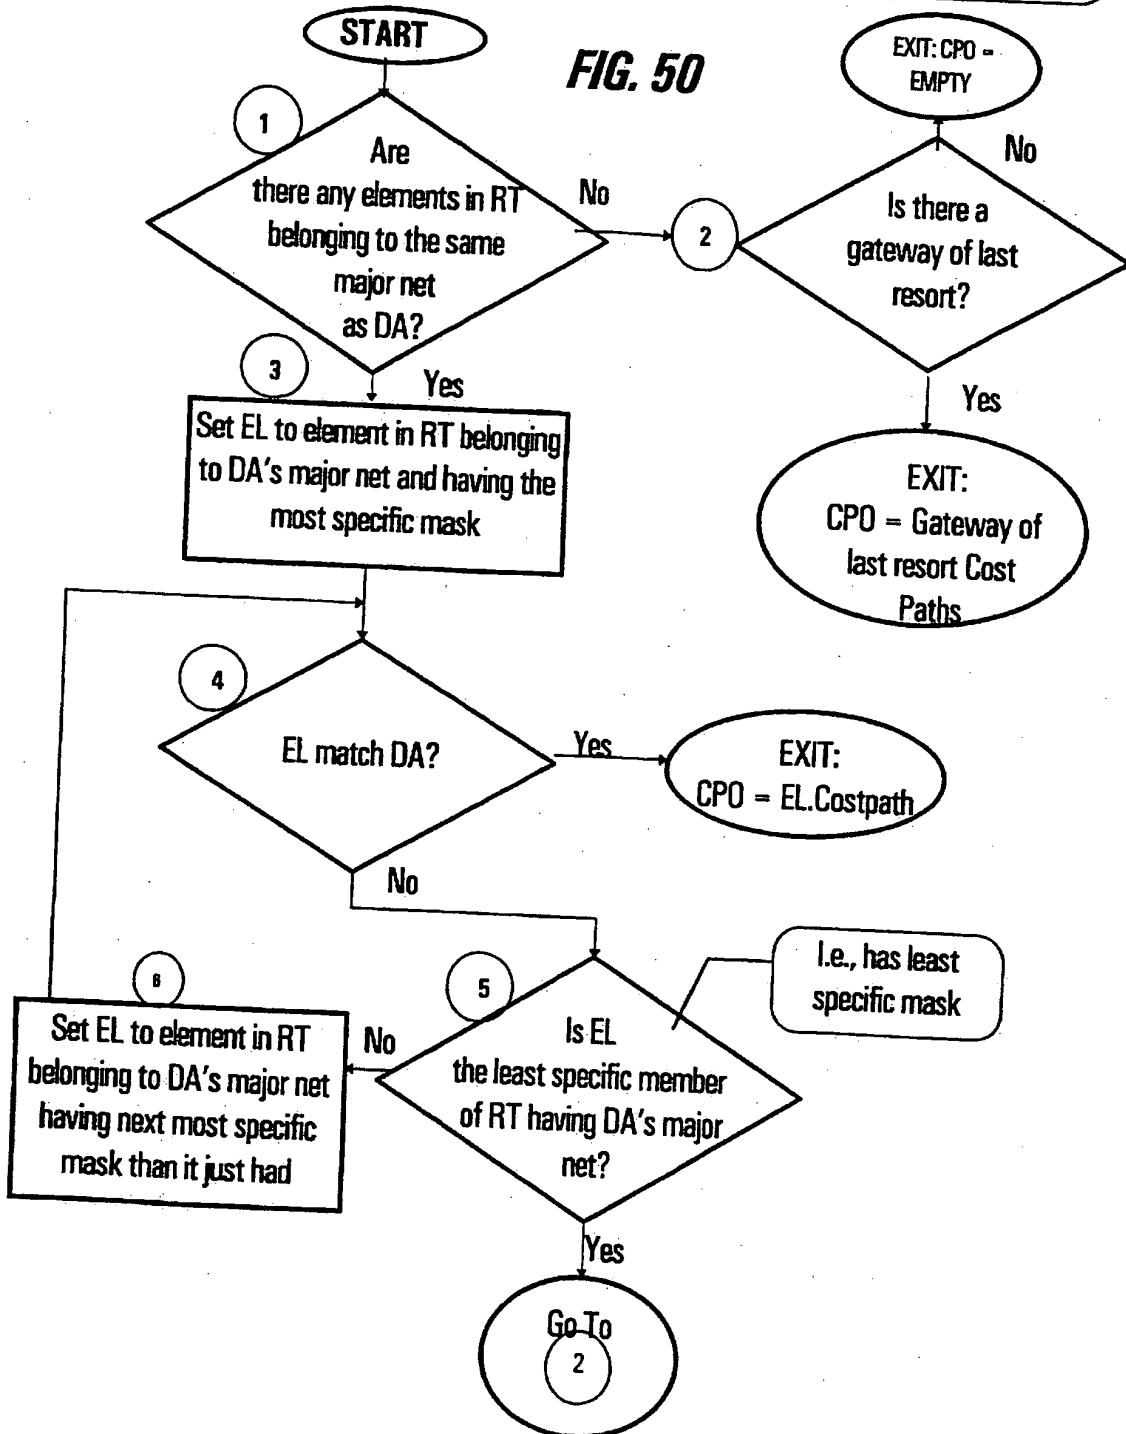 START
FIG. 50
EXIT: CPO =
EMPTY
1
Are
there any elements in RT
belonging to the same
major net
as DA?
No
2
Is there a
gateway of last
resort?
No
Yes
EXIT:
CPO = Gateway of
last resort Cost
Paths
3
Yes
Set EL to element in RT belonging
to DA's major net and having the
most specific mask
4
EL match DA?
Yes
EXIT:
CPO = EL.Costpath
No
5
Is EL
the least specific member
of RT having DA's major
net?
I.e., has least
specific mask
No
6
Set EL to element in RT
belonging to DA's major net
having next most specific
mask than it just had
Yes
Go To
2